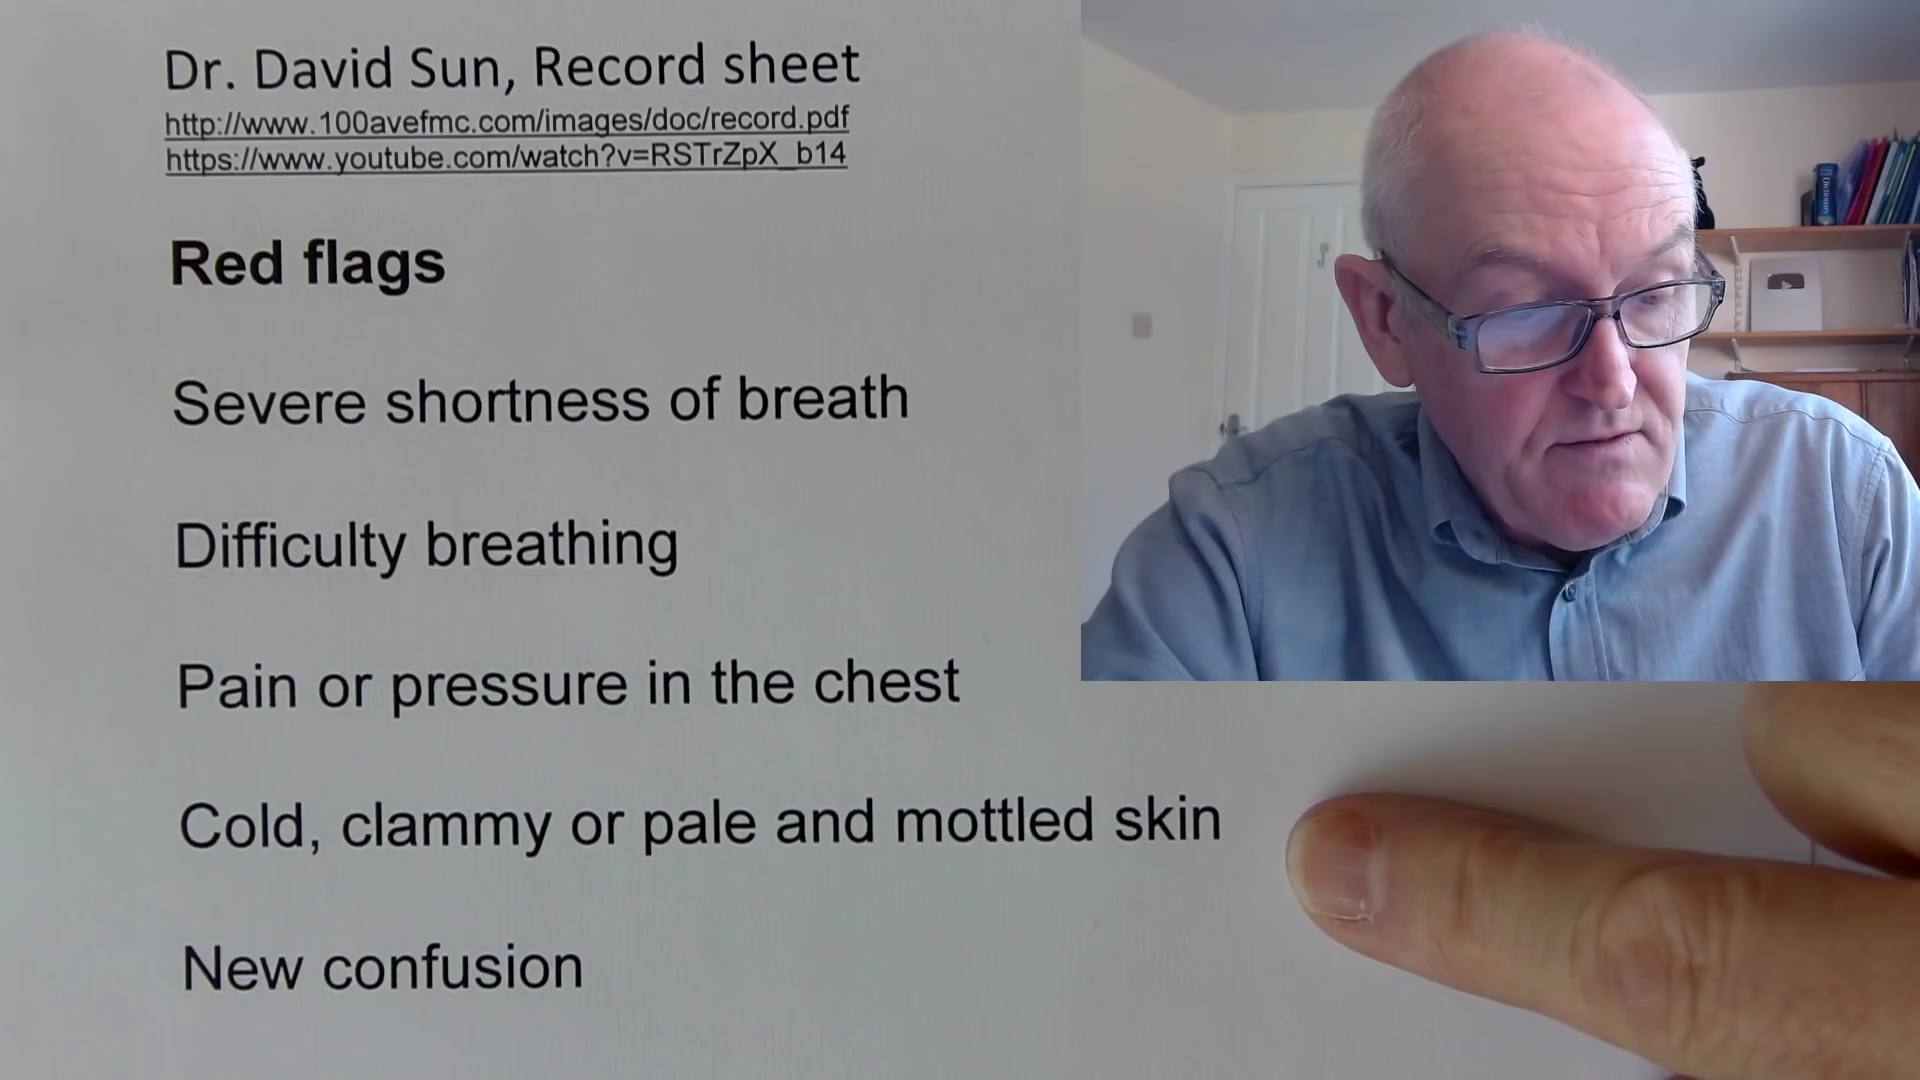 Dr. David Sun, Record sheet
http://www.100avefmc.com/images/doc/record.pdf
https://www.youtube.com/watch?v=RSTrZpX_b14
Red flags
Severe shortness of breath
Difficulty breathing
Pain or pressure in the chest
Cold, clammy or pale and mottled skin
New confusion
Dictionary